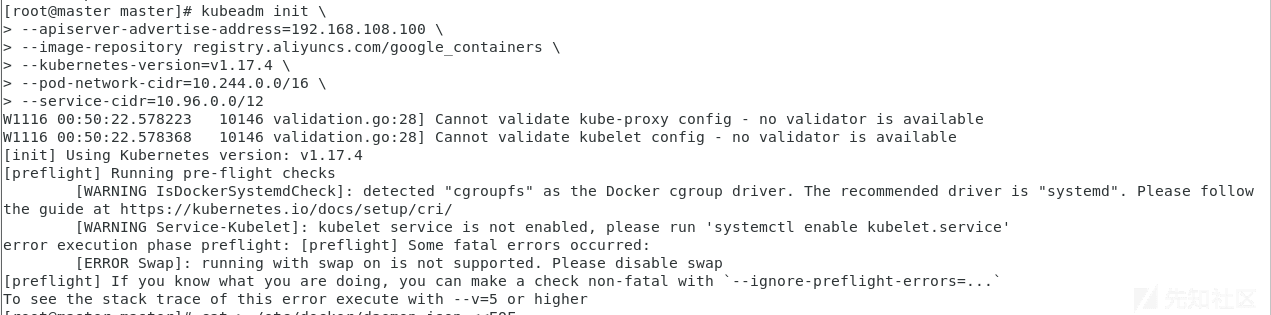 [root@master master]# kubeadm init \
> --apiserver-advertise-address=192.168.108.100 \
> --image-repository registry.aliyuncs.com/google_containers \
> --kubernetes-version=v1.17.4 \
> --pod-network-cidr=10.244.0.0/16 \
> --service-cidr=10.96.0.0/12
W1116 00:50:22.578223   10146 validation.go:28] Cannot validate kube-proxy config - no validator is available
W1116 00:50:22.578368   10146 validation.go:28] Cannot validate kubelet config - no validator is available
[init] Using Kubernetes version: v1.17.4
[preflight] Running pre-flight checks
        [WARNING IsDockerSystemdCheck]: detected "cgroupfs" as the Docker cgroup driver. The recommended driver is "systemd". Please follow
the guide at https://kubernetes.io/docs/setup/cri/
        [WARNING Service-Kubelet]: kubelet service is not enabled, please run 'systemctl enable kubelet.service'
error execution phase preflight: [preflight] Some fatal errors occurred:
        [ERROR Swap]: running with swap on is not supported. Please disable swap
[preflight] If you know what you are doing, you can make a check non-fatal with `--ignore-preflight-errors=...`
To see the stack trace of this error execute with --v=5 or higher
[root@master master]# cat
先知社区